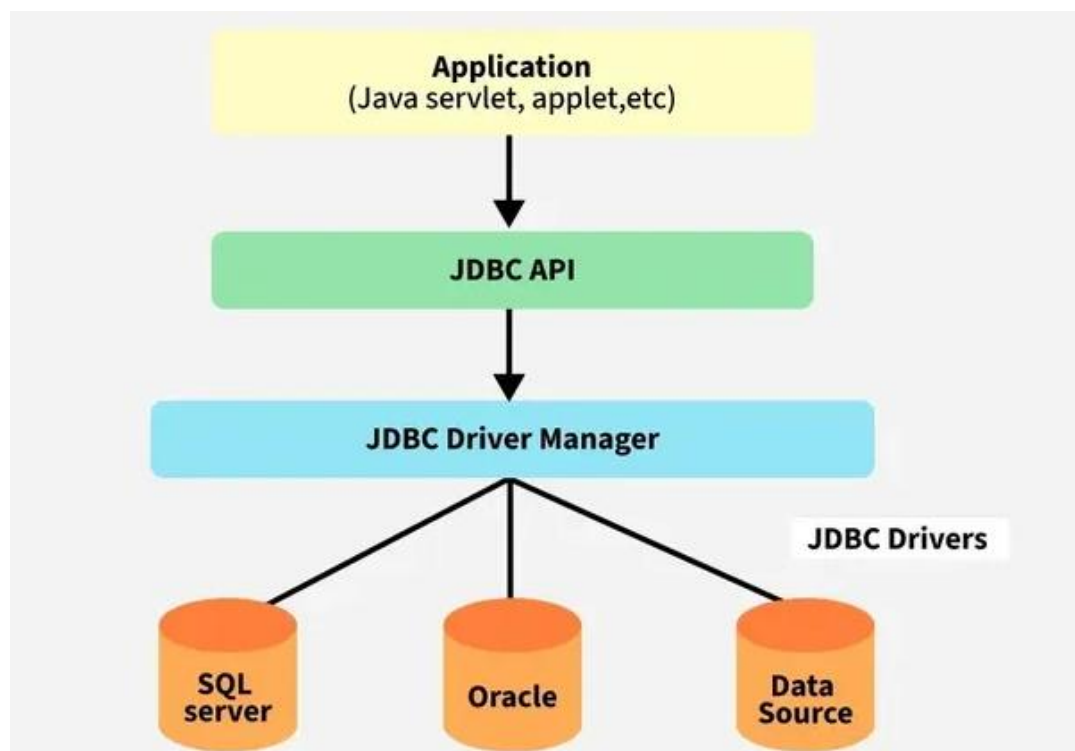 Application
(Java servlet, applet,etc)
JDBC API
JDBC Driver Manager
JDBC Drivers
SQL
server
Oracle
Data
Source